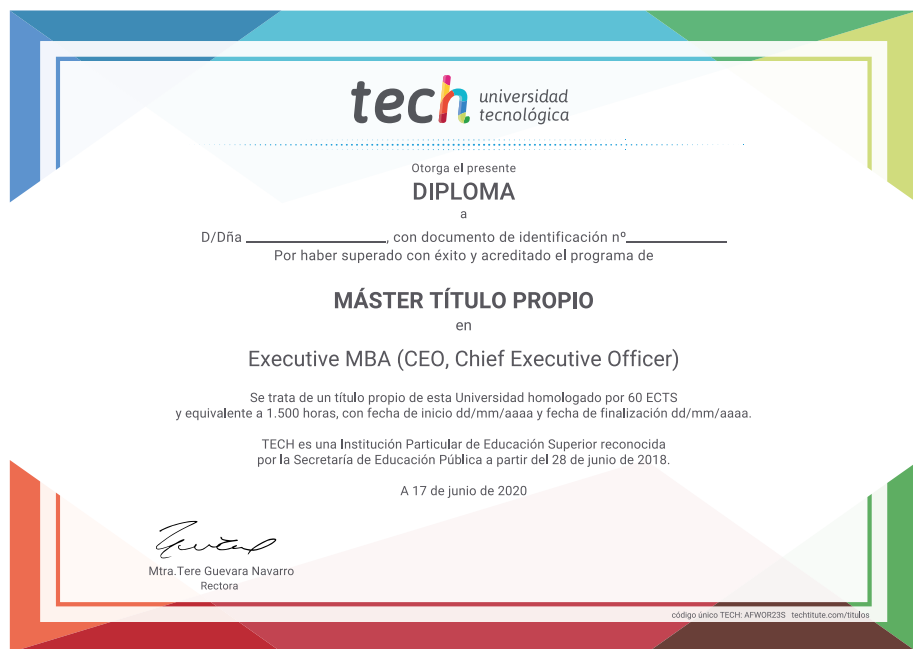 tech universidad
tecnológica
Otorga el presente
DIPLOMA
a
D/Dña ________________, con documento de identificación nº____________
Por haber superado con éxito y acreditado el programa de
MÁSTER TÍTULO PROPIO
en
Executive MBA (CEO, Chief Executive Officer)
Se trata de un título propio de esta Universidad homologado por 60 ECTS
y equivalente a 1.500 horas, con fecha de inicio dd/mm/aaaa y fecha de finalización dd/mm/aaaa.
TECH es una Institución Particular de Educación Superior reconocida
por la Secretaría de Educación Pública a partir del 28 de junio de 2018.
A 17 de junio de 2020
Mtra.Tere Guevara Navarro
Rectora
código único TECH: AFWOR23S techtitute.com/titulos